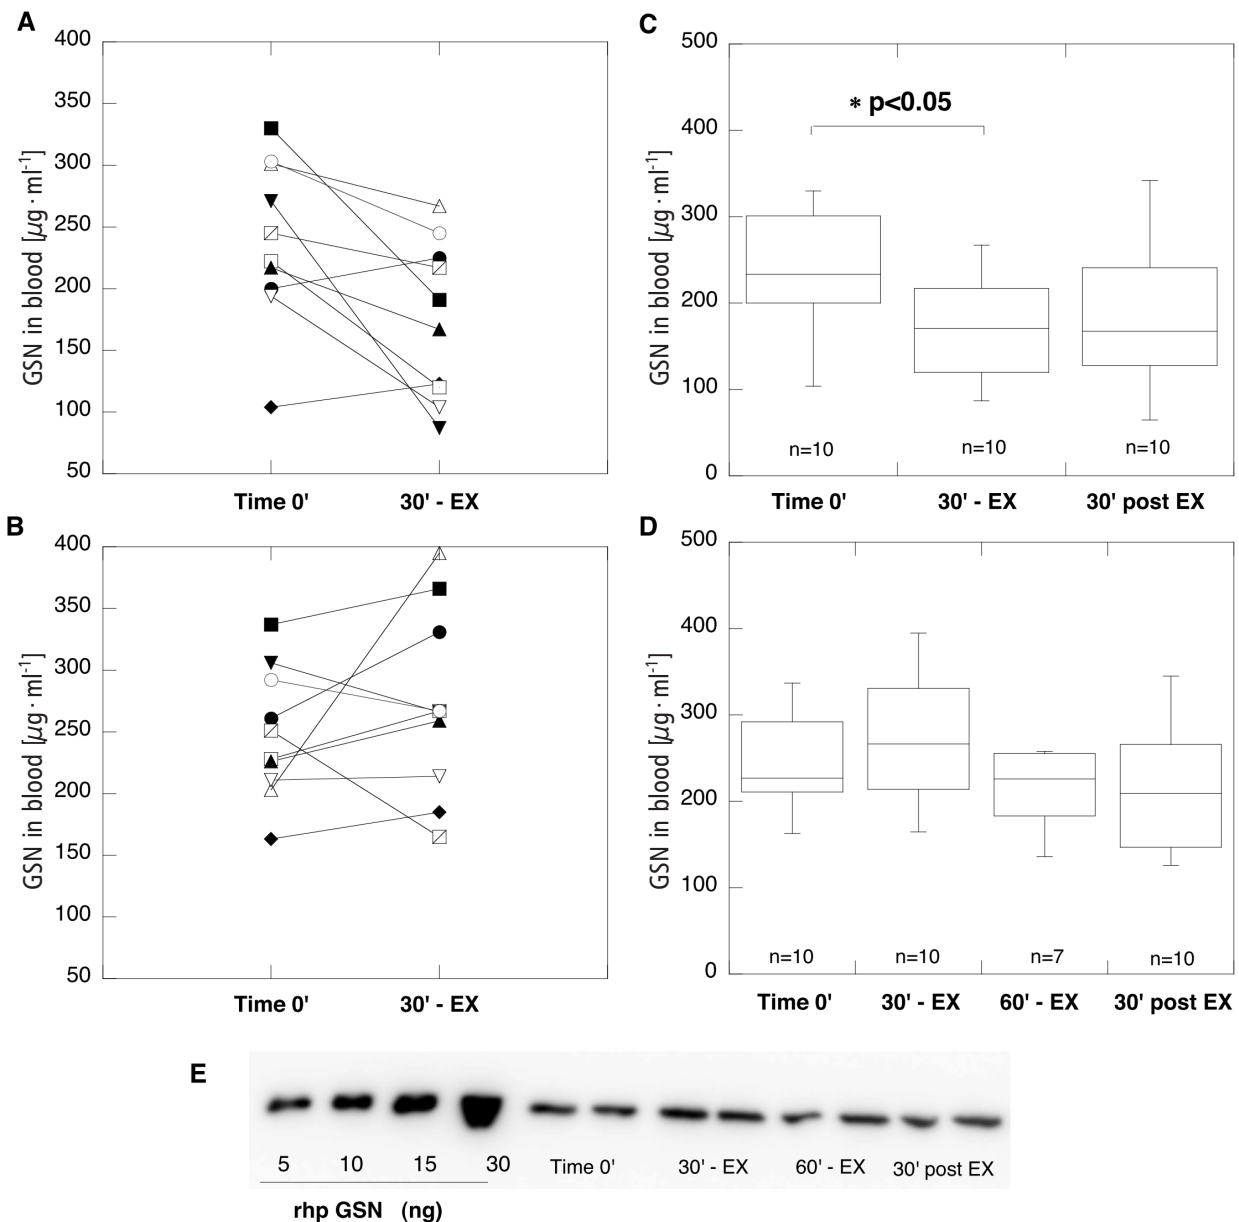 A
400
350
300
250
200
150
100
50
GSN in blood [µg · ml⁻¹]
Time 0' 30' - EX
C
500
400
300
200
100
0
GSN in blood [µg · ml⁻¹]
* p<0.05
n=10 n=10 n=10
Time 0' 30' - EX 30' post EX
B
400
350
300
250
200
150
100
50
GSN in blood [µg · ml⁻¹]
Time 0' 30' - EX
D
500
400
300
200
100
0
GSN in blood [µg · ml⁻¹]
n=10 n=10 n=7 n=10
Time 0' 30' - EX 60' - EX 30' post EX
E
5 10 15 30 Time 0' 30' - EX 60' - EX 30' post EX
rhp GSN (ng)